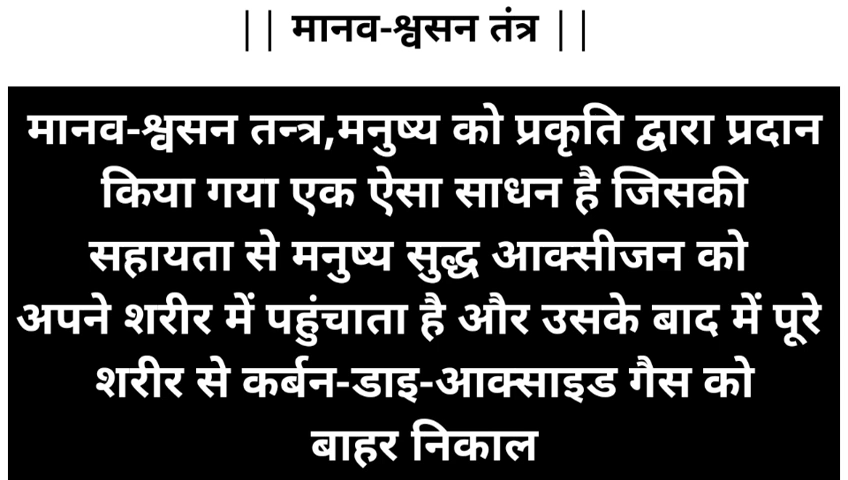 || मानव-श्वसन तंत्र ||
मानव-श्वसन तन्त्र,मनुष्य को प्रकृति द्वारा प्रदान
किया गया एक ऐसा साधन है जिसकी
सहायता से मनुष्य सुद्ध आक्सीजन को
अपने शरीर में पहुंचाता है और उसके बाद में पूरे
शरीर से कर्बन-डाइ-आक्साइड गैस को
बाहर निकाल